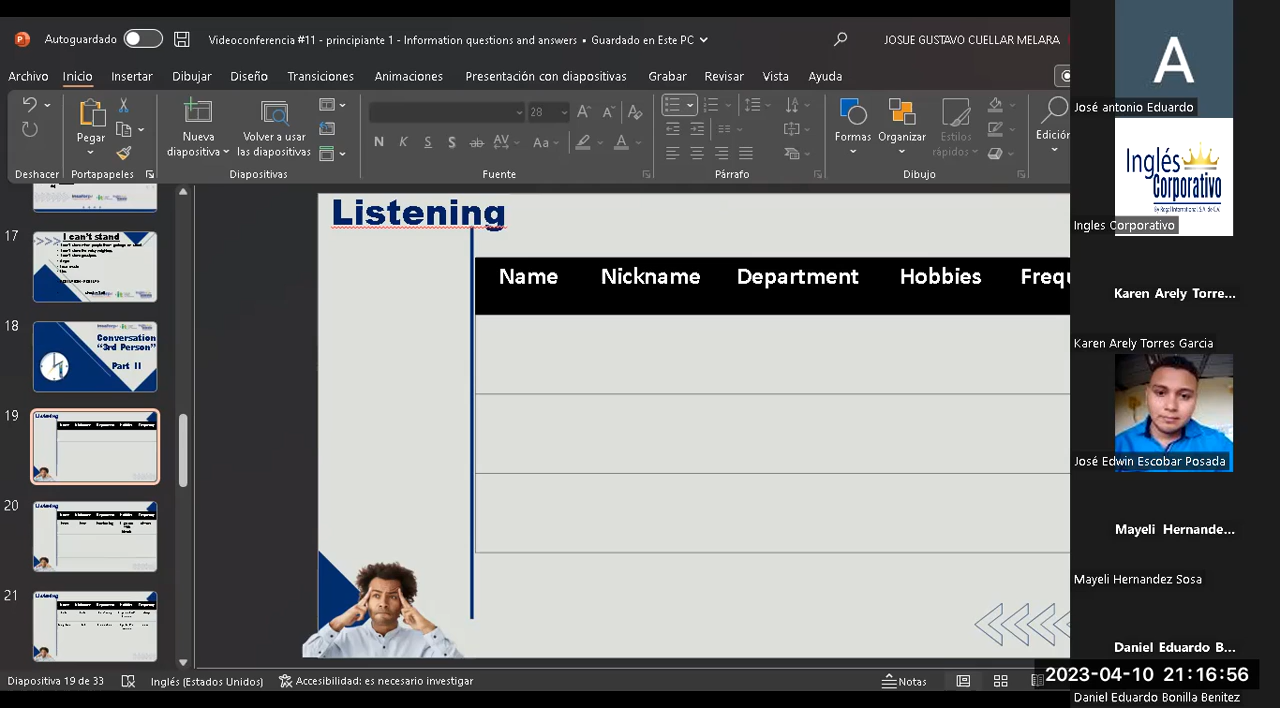 Autoguardado
Videoconferencia #11 - principiante 1 - Information questions and answers • Guardado en Este PC
JOSUE GUSTAVO CUELLAR MELARA
Archivo Inicio Insertar Dibujar Diseño Transiciones Animaciones Presentación con diapositivas Grabar Revisar Vista Ayuda
Pegar
Nueva diapositiva
Volver a usar las diapositivas
28
N K S S ab AV Aa A
Formas Organizar Estilos rápidos Edición
Deshacer Portapapeles Diapositivas Fuente Párrafo Dibujo
17
I can't stand
18
Conversation
"3rd Person"
Part II
19
Listening
20
Listening
21
Listening
Name Nickname Department Hobbies Frequ
A
José antonio Eduardo
Inglés
Corporativo
Ingles Corporativo
Karen Arely Torre...
Karen Arely Torres Garcia
José Edwin Escobar Posada
Mayeli Hernande...
Mayeli Hernandez Sosa
Daniel Eduardo B...
2023-04-10 21:16:56
Daniel Eduardo Bonilla Benitez
Diapositiva 19 de 33
Inglés (Estados Unidos)
Accesibilidad: es necesario investigar
Notas